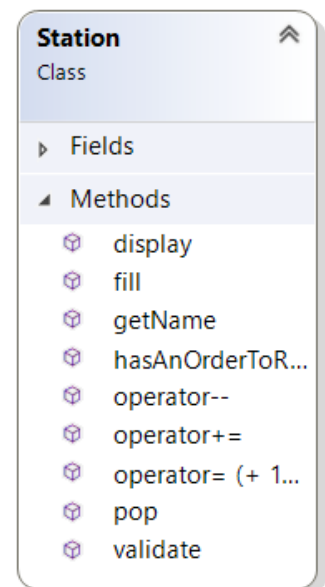 Station
Class
Fields
Methods
display
fill
getName
hasAnOrderToR...
operator--
operator+=
operator= (+ 1...
pop
validate